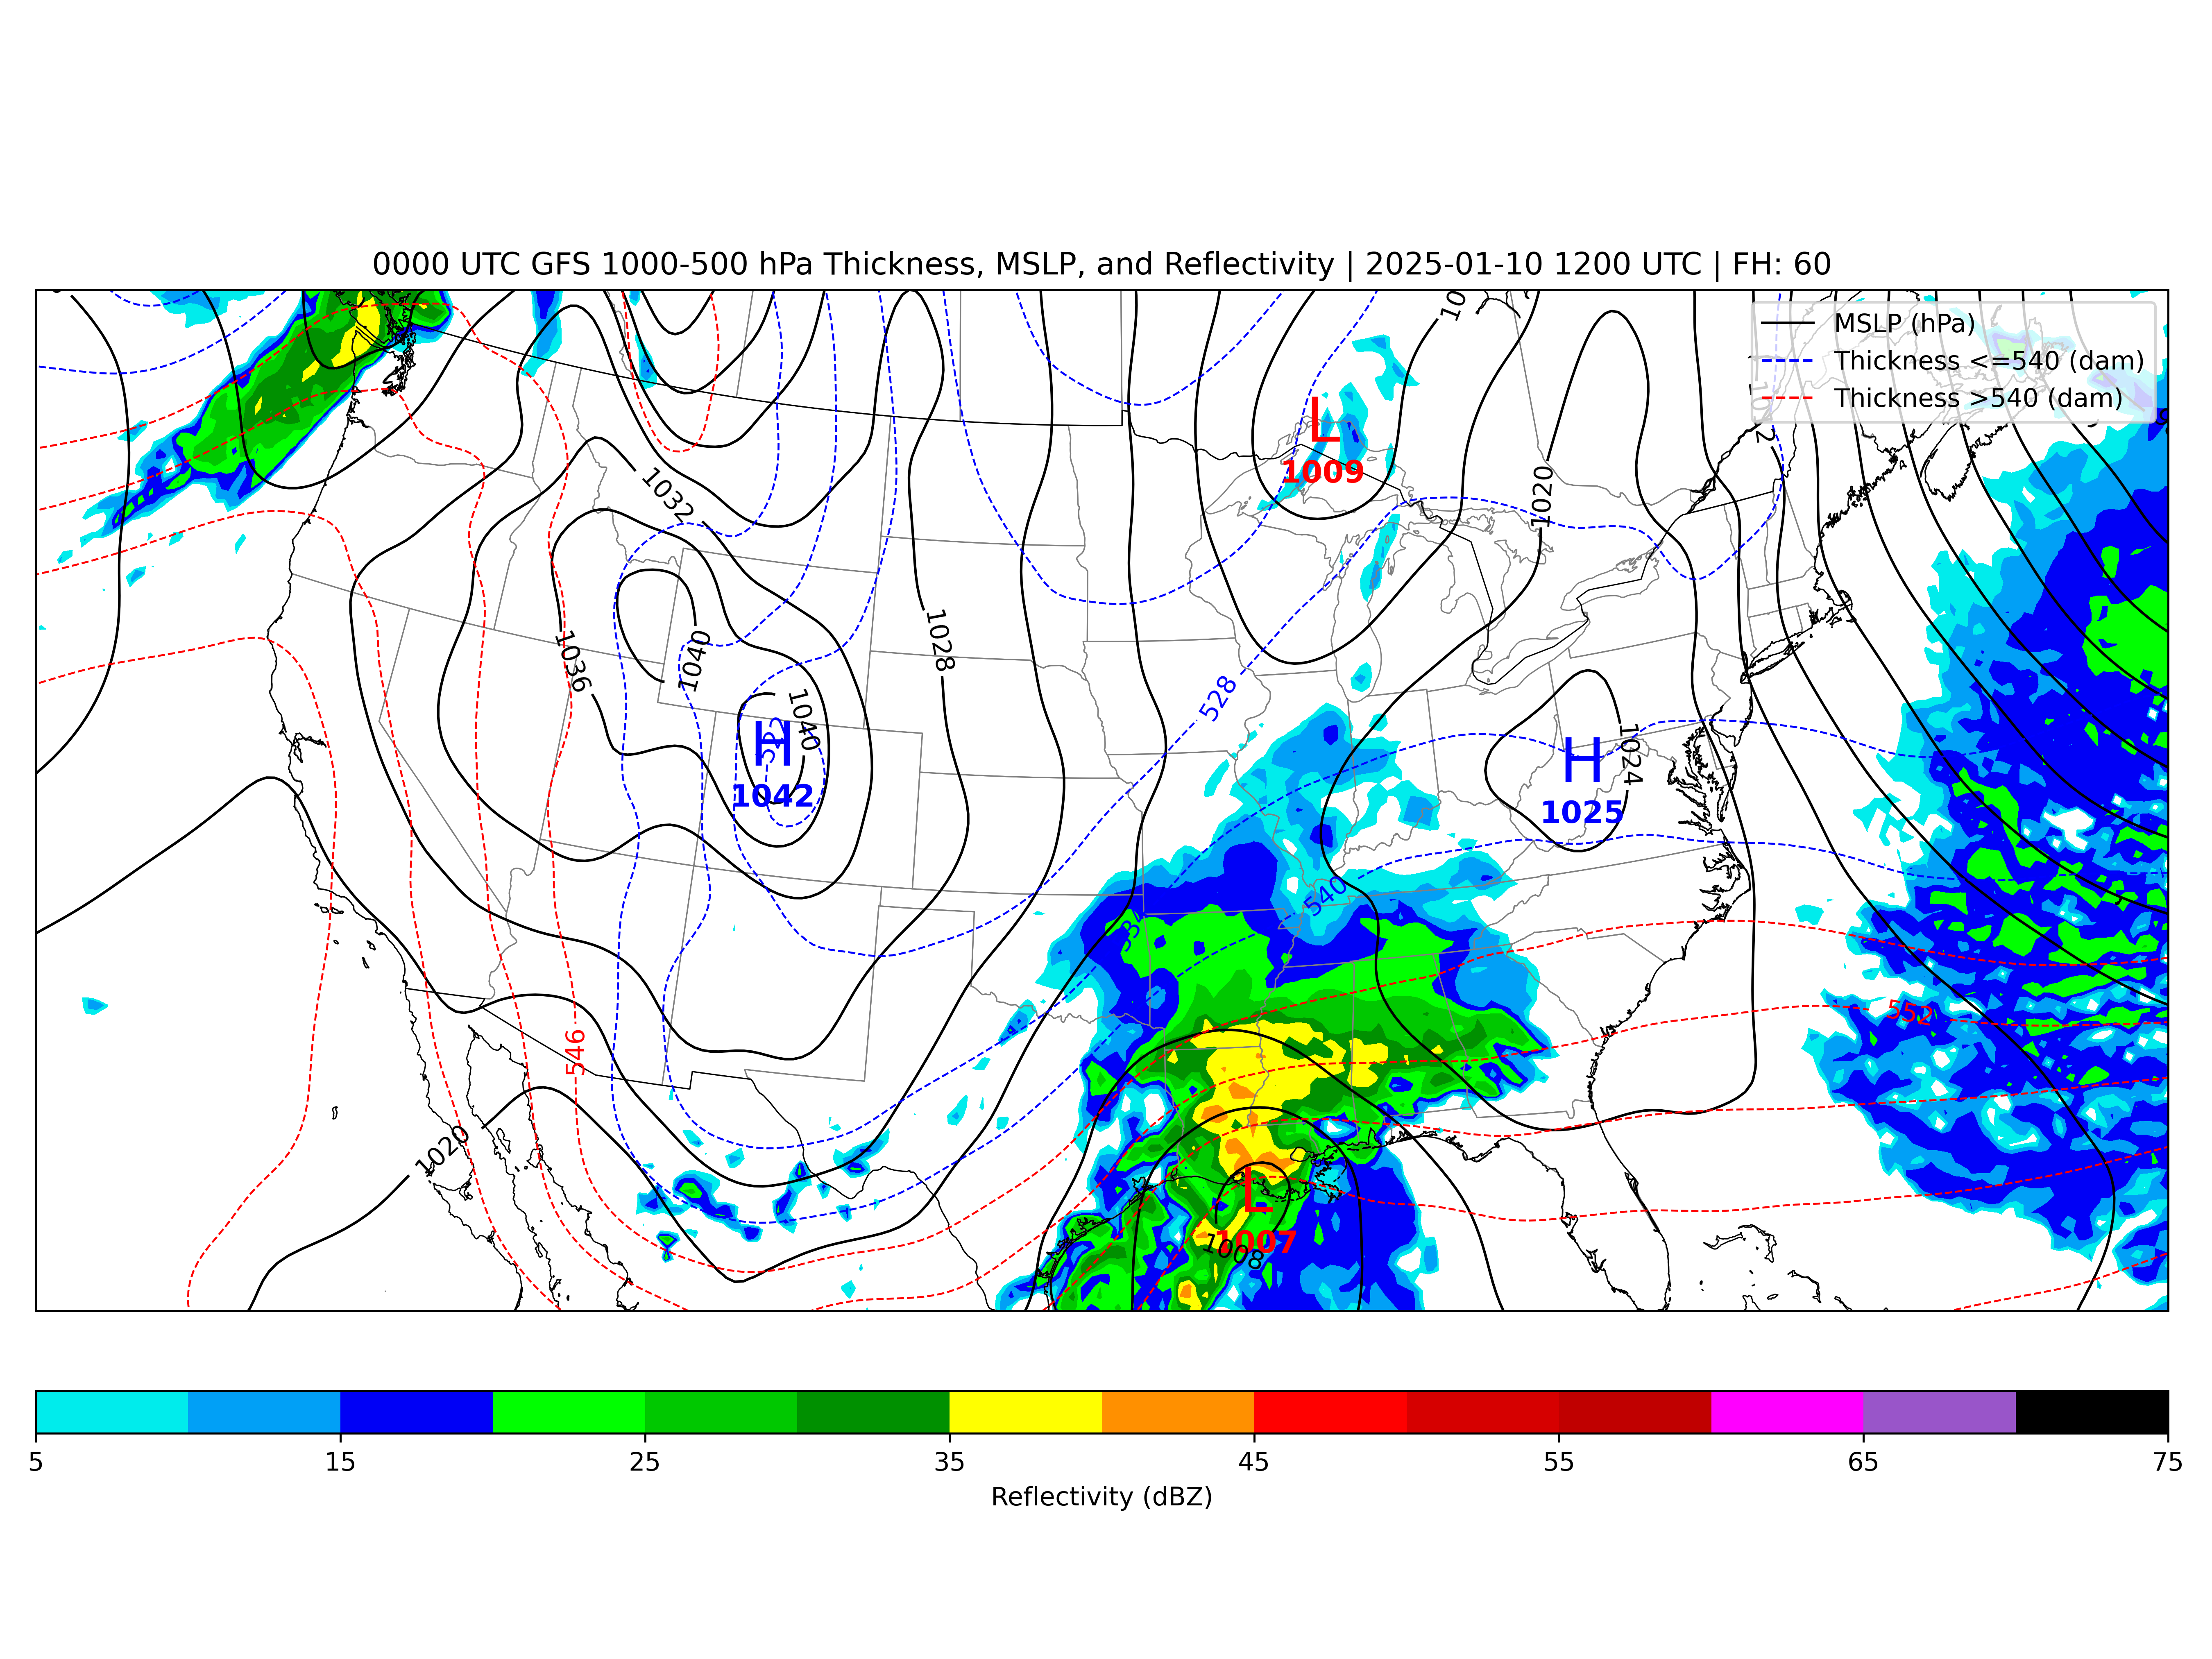 0000 UTC GFS 1000-500 hPa Thickness, MSLP, and Reflectivity | 2025-01-10 1200 UTC | FH: 60
MSLP (hPa)
Thickness <=540 (dam)
Thickness >540 (dam)
L
1009
1032
1020
1028
1036
1040
1040
528
522
H
1042
H
1025
1024
540
534
552
546
1020
L
1007
1008
5 15 25 35 45 55 65 75
Reflectivity (dBZ)